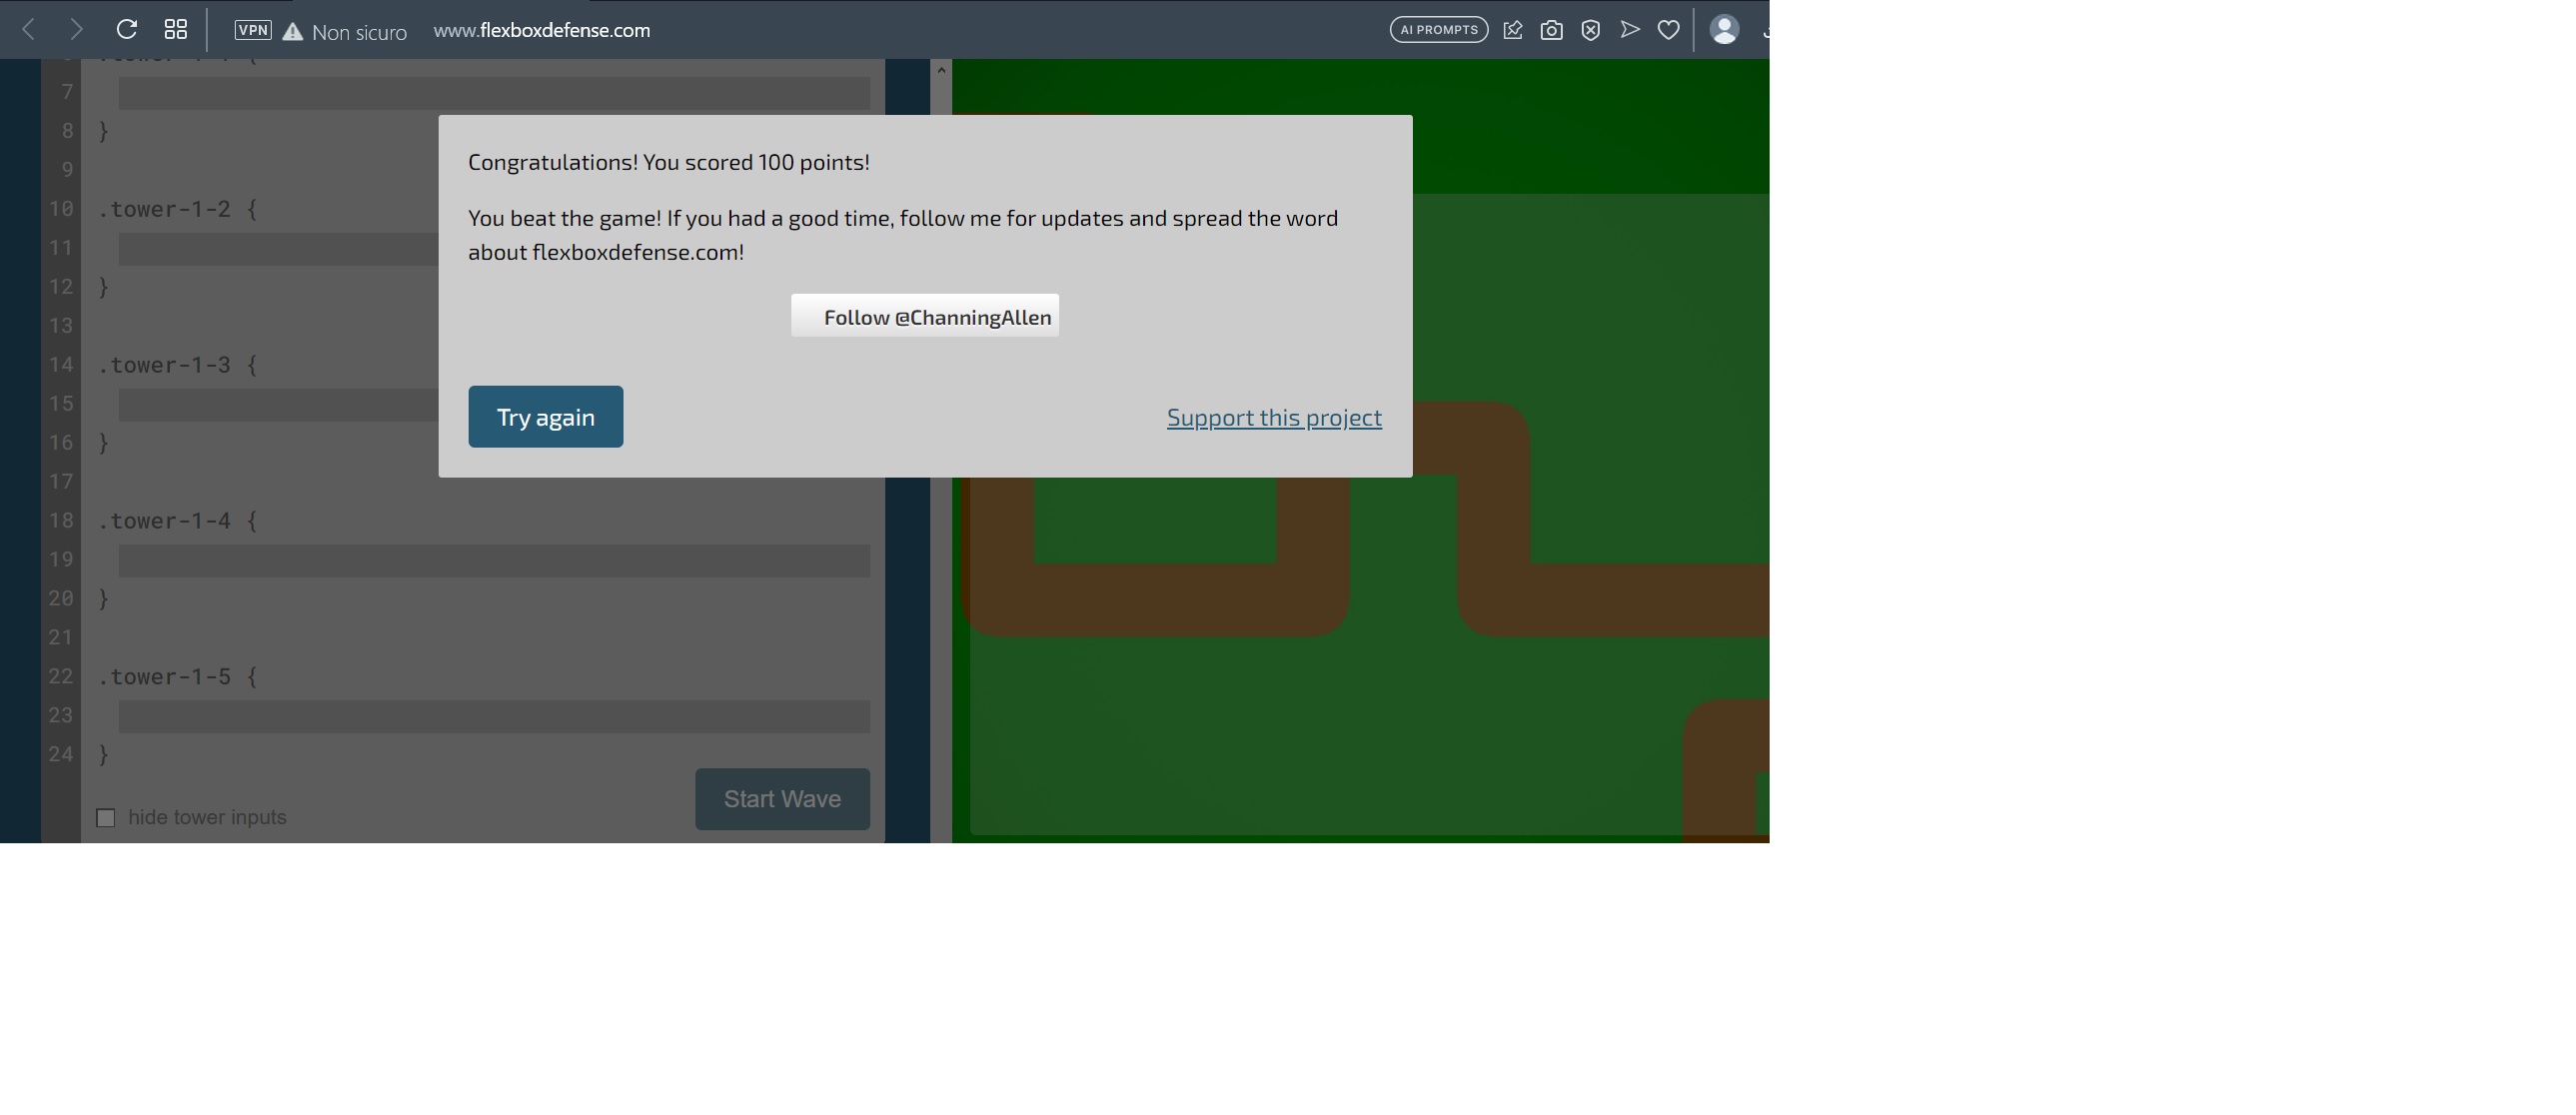 VPN Non sicuro www.flexboxdefense.com AI PROMPTS
7
8 }
9
10 .tower-1-2 {
11
12 }
13
14 .tower-1-3 {
15
16 }
17
18 .tower-1-4 {
19
20 }
21
22 .tower-1-5 {
23
24 }
hide tower inputs
Start Wave
Congratulations! You scored 100 points!
You beat the game! If you had a good time, follow me for updates and spread the word
about flexboxdefense.com!
Follow @ChanningAllen
Try again
Support this project